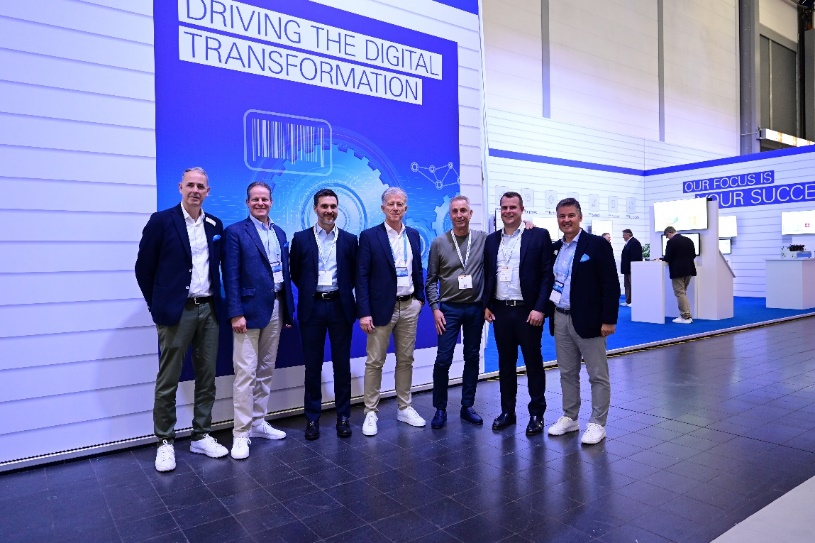 DRIVING THE DIGITAL
TRANSFORMATION
OUR FOCUS IS
YOUR SUCCE